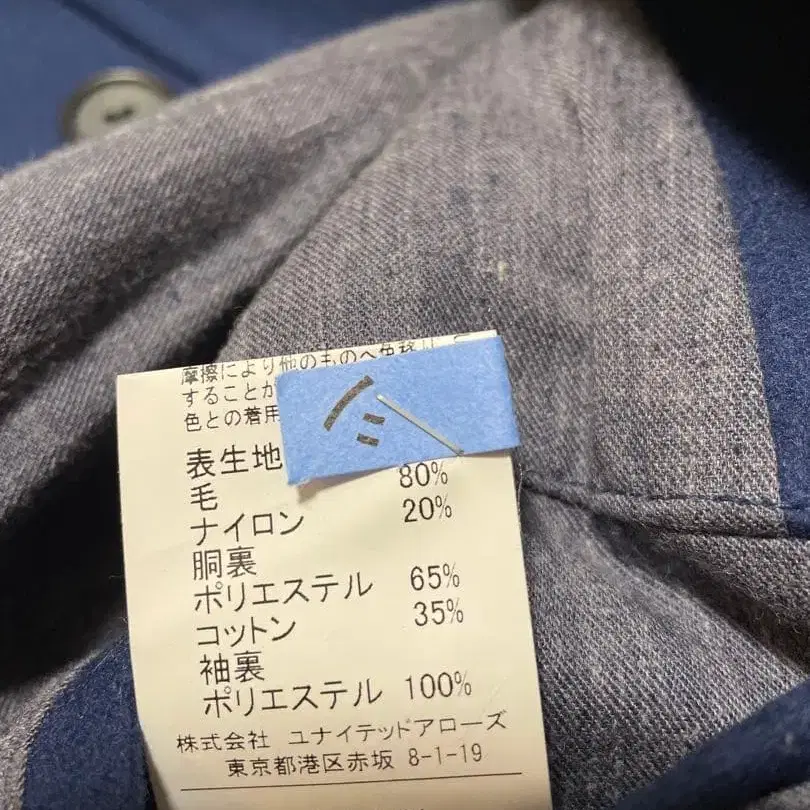 摩擦により他のものへ色移
することが
色との着用
表生地
毛 80%
ナイロン 20%
胴裏
ポリエステル 65%
コットン 35%
袖裏
ポリエステル 100%
株式会社 ユナイテッドアローズ
東京都港区赤坂 8-1-19